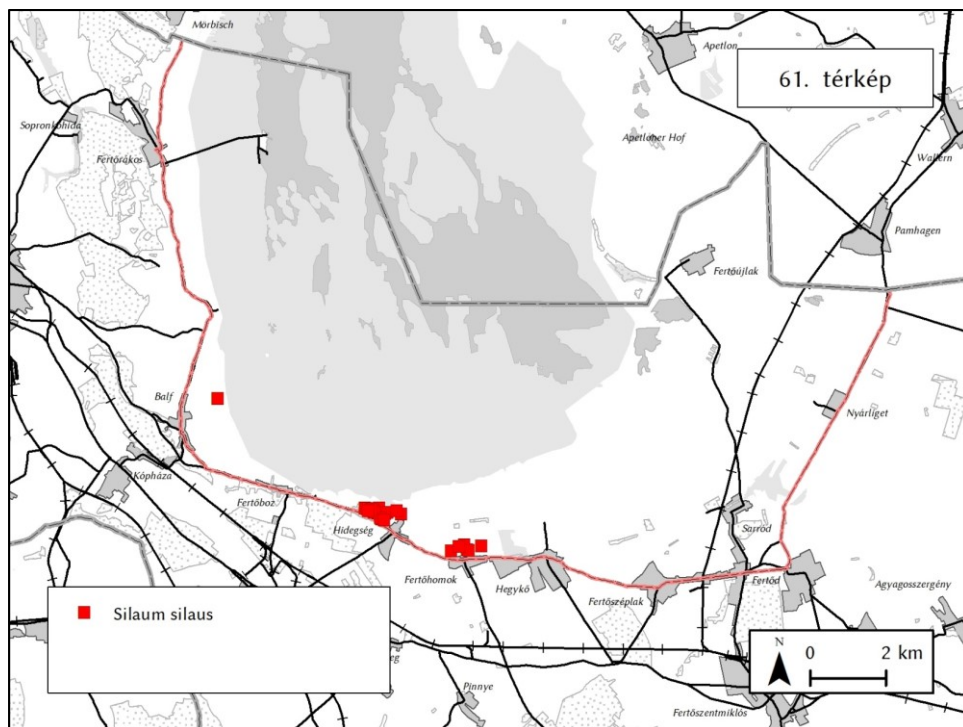 Mörbisch
Apetlon
61. térkép
Sopronkőhida
Apetloner Hof
Fertőrákos
Wallern
Pamhagen
Fertőújlak
Balf
Nyárliget
Kópháza
Fertőboz
Hidegség
Sarród
Fertőhomok
Hegykő
Fertőd
Fertőszéplak
Agyagosszergény
Silaum silaus
N
0 2 km
Pinnye
Fertőszentmiklós